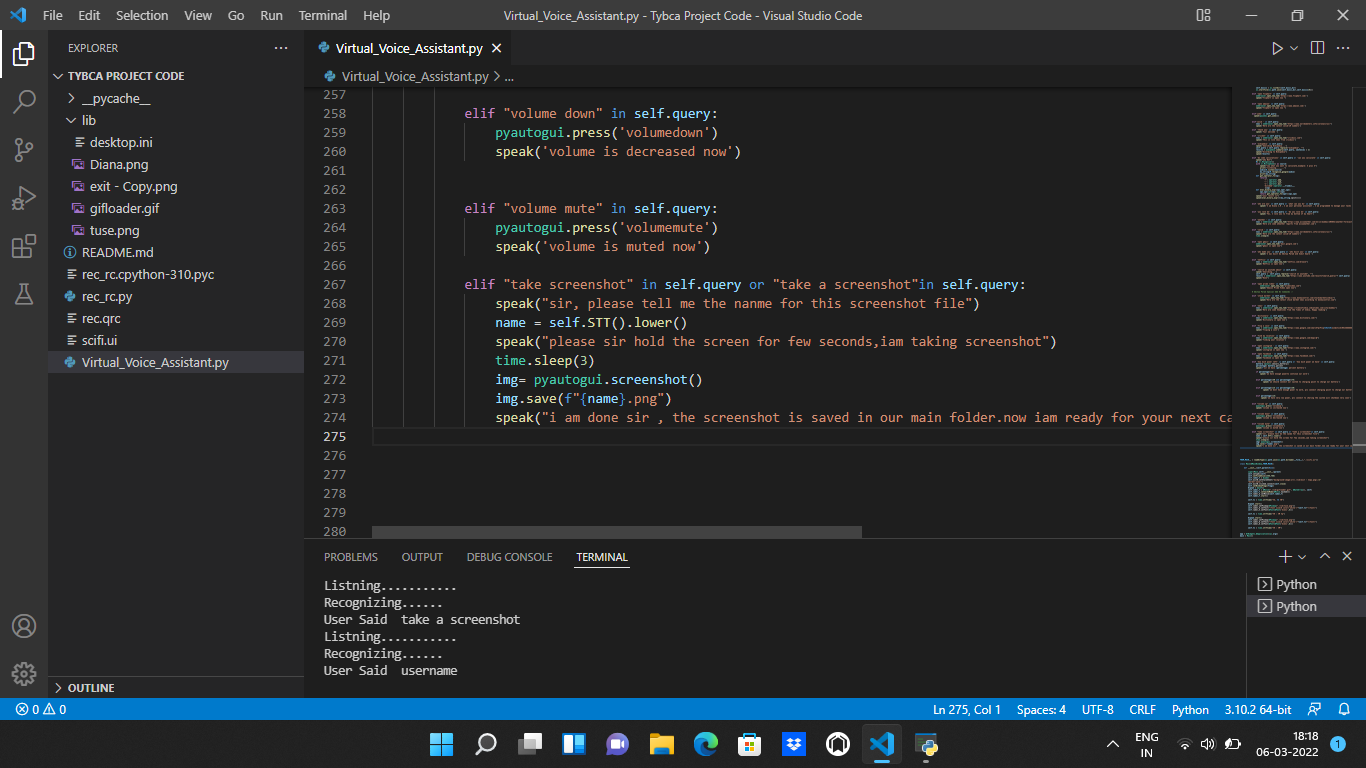 File Edit Selection View Go Run Terminal Help
Virtual_Voice_Assistant.py - Tybca Project Code - Visual Studio Code
EXPLORER
TYBCA PROJECT CODE
__pycache__
lib
desktop.ini
Diana.png
exit - Copy.png
gifloader.gif
tuse.png
README.md
rec_rc.cpython-310.pyc
rec_rc.py
rec.qrc
scifi.ui
Virtual_Voice_Assistant.py
OUTLINE
Virtual_Voice_Assistant.py
Virtual_Voice_Assistant.py > ...
257
258 elif "volume down" in self.query:
259 pyautogui.press('volumedown')
260 speak('volume is decreased now')
261
262
263 elif "volume mute" in self.query:
264 pyautogui.press('volumemute')
265 speak('volume is muted now')
266
267 elif "take screenshot" in self.query or "take a screenshot"in self.query:
268 speak("sir, please tell me the nanme for this screenshot file")
269 name = self.STT().lower()
270 speak("please sir hold the screen for few seconds,iam taking screenshot")
271 time.sleep(3)
272 img= pyautogui.screenshot()
273 img.save(f"{name}.png")
274 speak("i am done sir , the screenshot is saved in our main folder.now iam ready for your next ca
275
276
277
278
279
280
PROBLEMS OUTPUT DEBUG CONSOLE TERMINAL
Listning...........
Recognizing......
User Said  take a screenshot
Listning...........
Recognizing......
User Said  username
Python
Python
0 0
Ln 275, Col 1 Spaces: 4 UTF-8 CRLF Python 3.10.2 64-bit
ENG
IN
18:18
06-03-2022
1